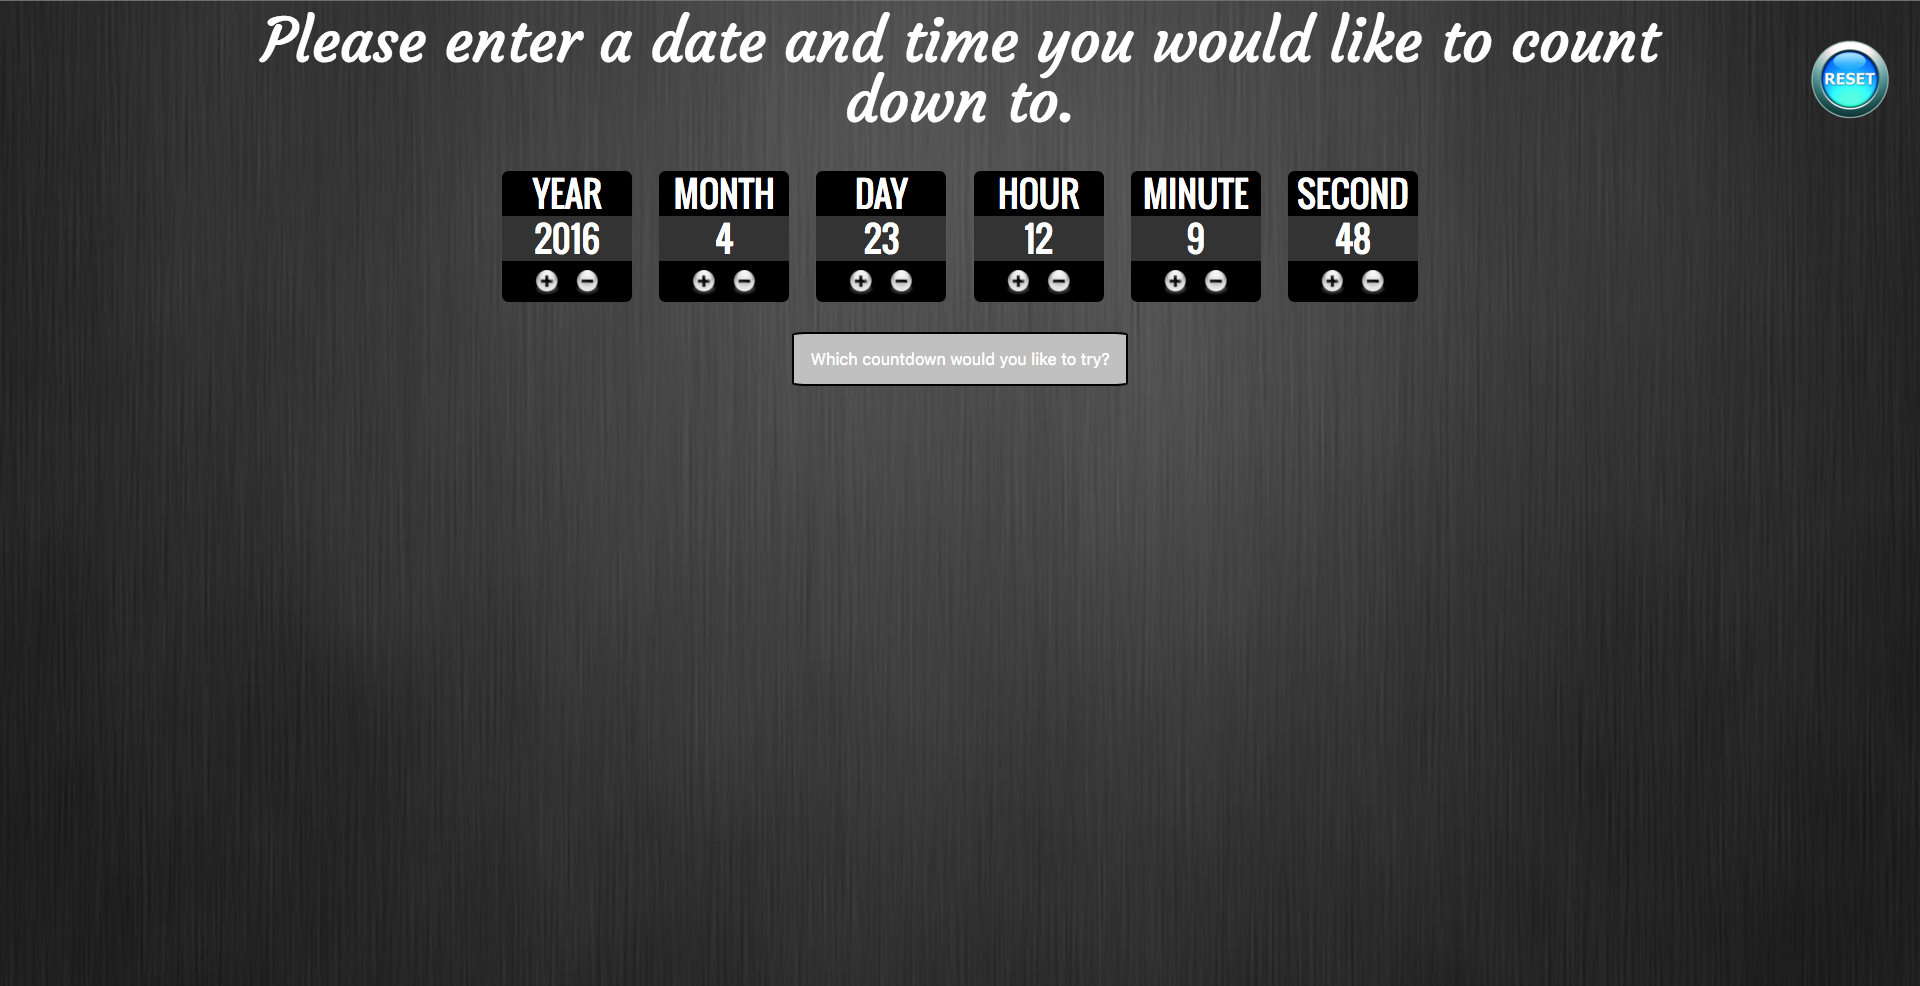 Please enter a date and time you would like to count
down to.
RESET
YEAR MONTH DAY HOUR MINUTE SECOND
2016 4 23 12 9 48
Which countdown would you like to try?